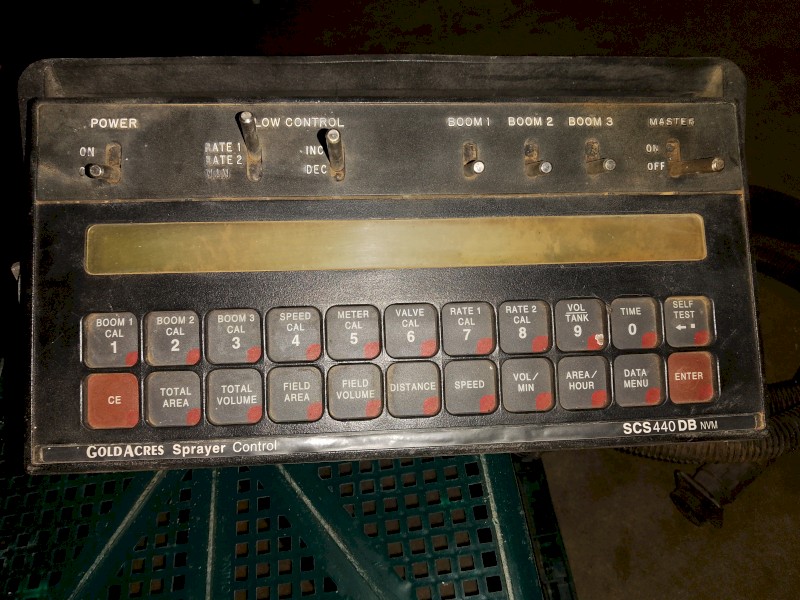 POWER
ON
LOW CONTROL
RATE 1
RATE 2
MAN
INC
DEC
BOOM 1 BOOM 2 BOOM 3
MASTER
ON
OFF
BOOM 1
CAL
1
BOOM 2
CAL
2
BOOM 3
CAL
3
SPEED
CAL
4
METER
CAL
5
VALVE
CAL
6
RATE 1
CAL
7
RATE 2
CAL
8
VOL
TANK
9
TIME
0
SELF
TEST
CE
TOTAL
AREA
TOTAL
VOLUME
FIELD
AREA
FIELD
VOLUME
DISTANCE
SPEED
VOL/
MIN
AREA/
HOUR
DATA
MENU
ENTER
GOLDACRES Sprayer Control
SCS440DB NVM